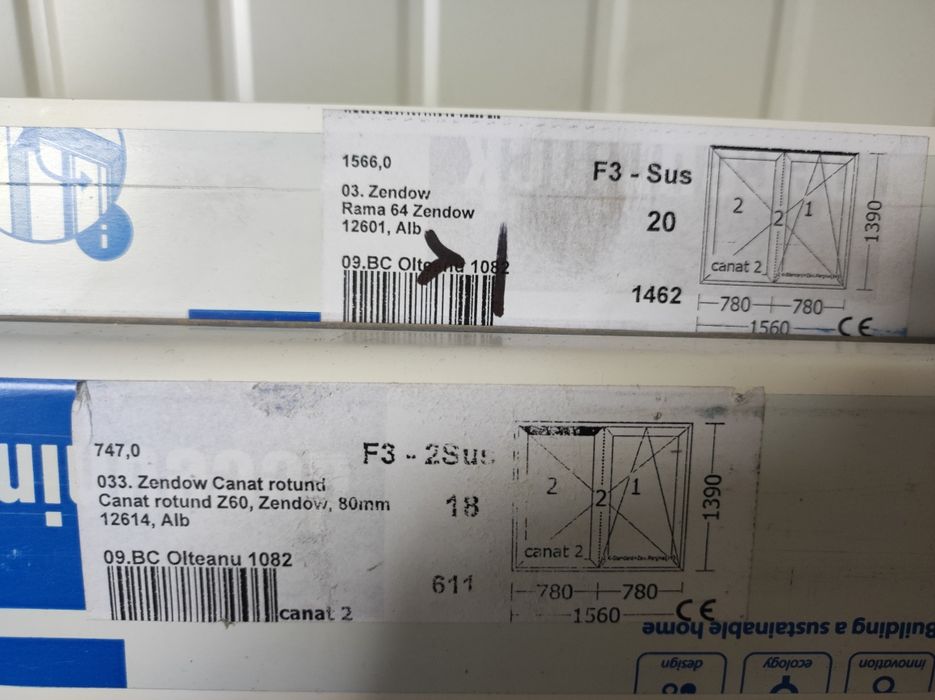 1566,0
03. Zendow
Rama 64 Zendow
12601, Alb
09.BC Olteanu 1082
F3 - Sus
20
1462
2
2
1
canat 2
1390
780
780
1560
CE
i
747,0
033. Zendow Canat rotund
Canat rotund Z60, Zendow, 80mm
12614, Alb
09.BC Olteanu 1082
canat 2
F3 - 2Sus
18
611
2
2
1
canat 2
1390
780
780
1560
CE
Building a sustainable home
innovation
ecology
design